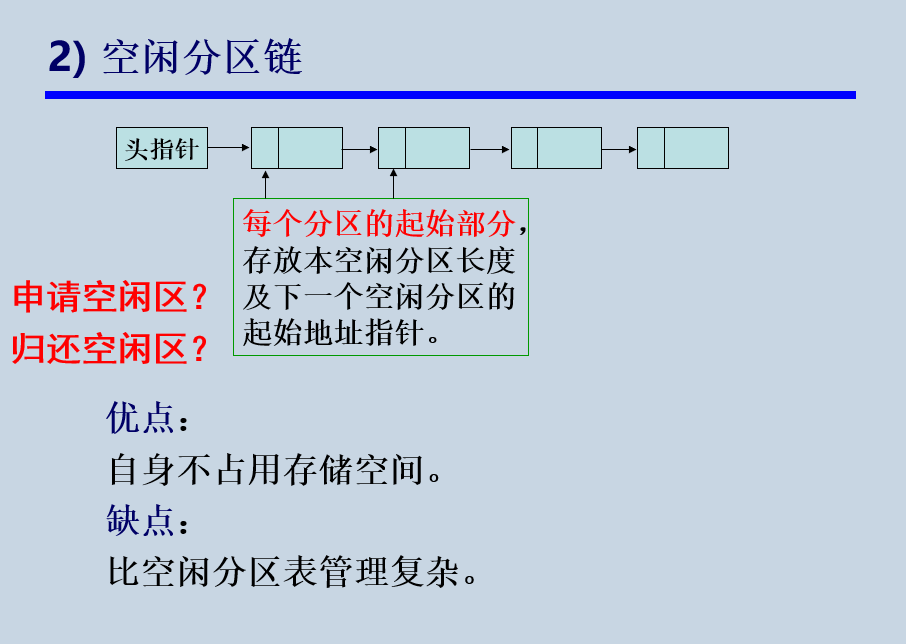 2) 空闲分区链
头指针
每个分区的起始部分,
存放本空闲分区长度
及下一个空闲分区的
起始地址指针。
申请空闲区?
归还空闲区?
优点:
自身不占用存储空间。
缺点:
比空闲分区表管理复杂。